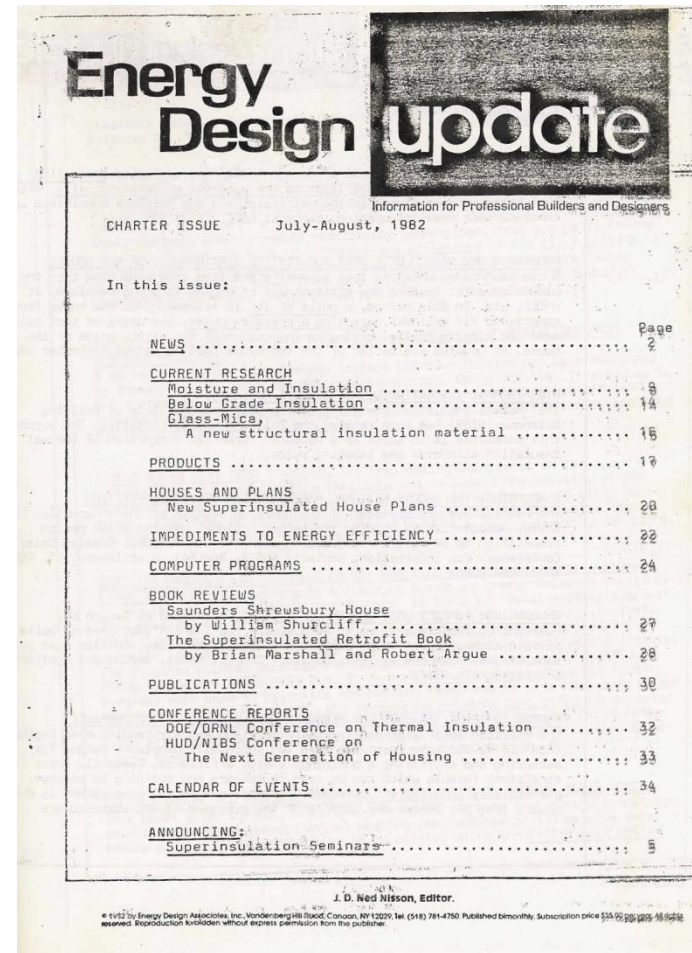 Energy
Design update
Information for Professional Builders and Designers
CHARTER ISSUE July-August, 1982
In this issue:
Page
NEWS 2
CURRENT RESEARCH
Moisture and Insulation
Below Grade Insulation 14
Glass-Mica,
A new structural insulation material
PRODUCTS 17
HOUSES AND PLANS
New Superinsulated House Plans 20
IMPEDIMENTS TO ENERGY EFFICIENCY 22
COMPUTER PROGRAMS 24
BOOK REVIEWS
Saunders Shrewsbury House
by William Shurcliff 27
The Superinsulated Retrofit Book
by Brian Marshall and Robert Argue 28
PUBLICATIONS 30
CONFERENCE REPORTS
DOE/ORNL Conference on Thermal Insulation 32
HUD/NIBS Conference on
The Next Generation of Housing 33
CALENDAR OF EVENTS 34
ANNOUNCING:
Superinsulation Seminars 5
J. D. Ned Nisson, Editor.
© 1982 by Energy Design Associates, Inc., Vandenberg Hill Road, Canaan, NY 12029, Tel. (518) 781-4750. Published bimonthly. Subscription price per year. All rights
reserved. Reproduction forbidden without express permission from the publisher.